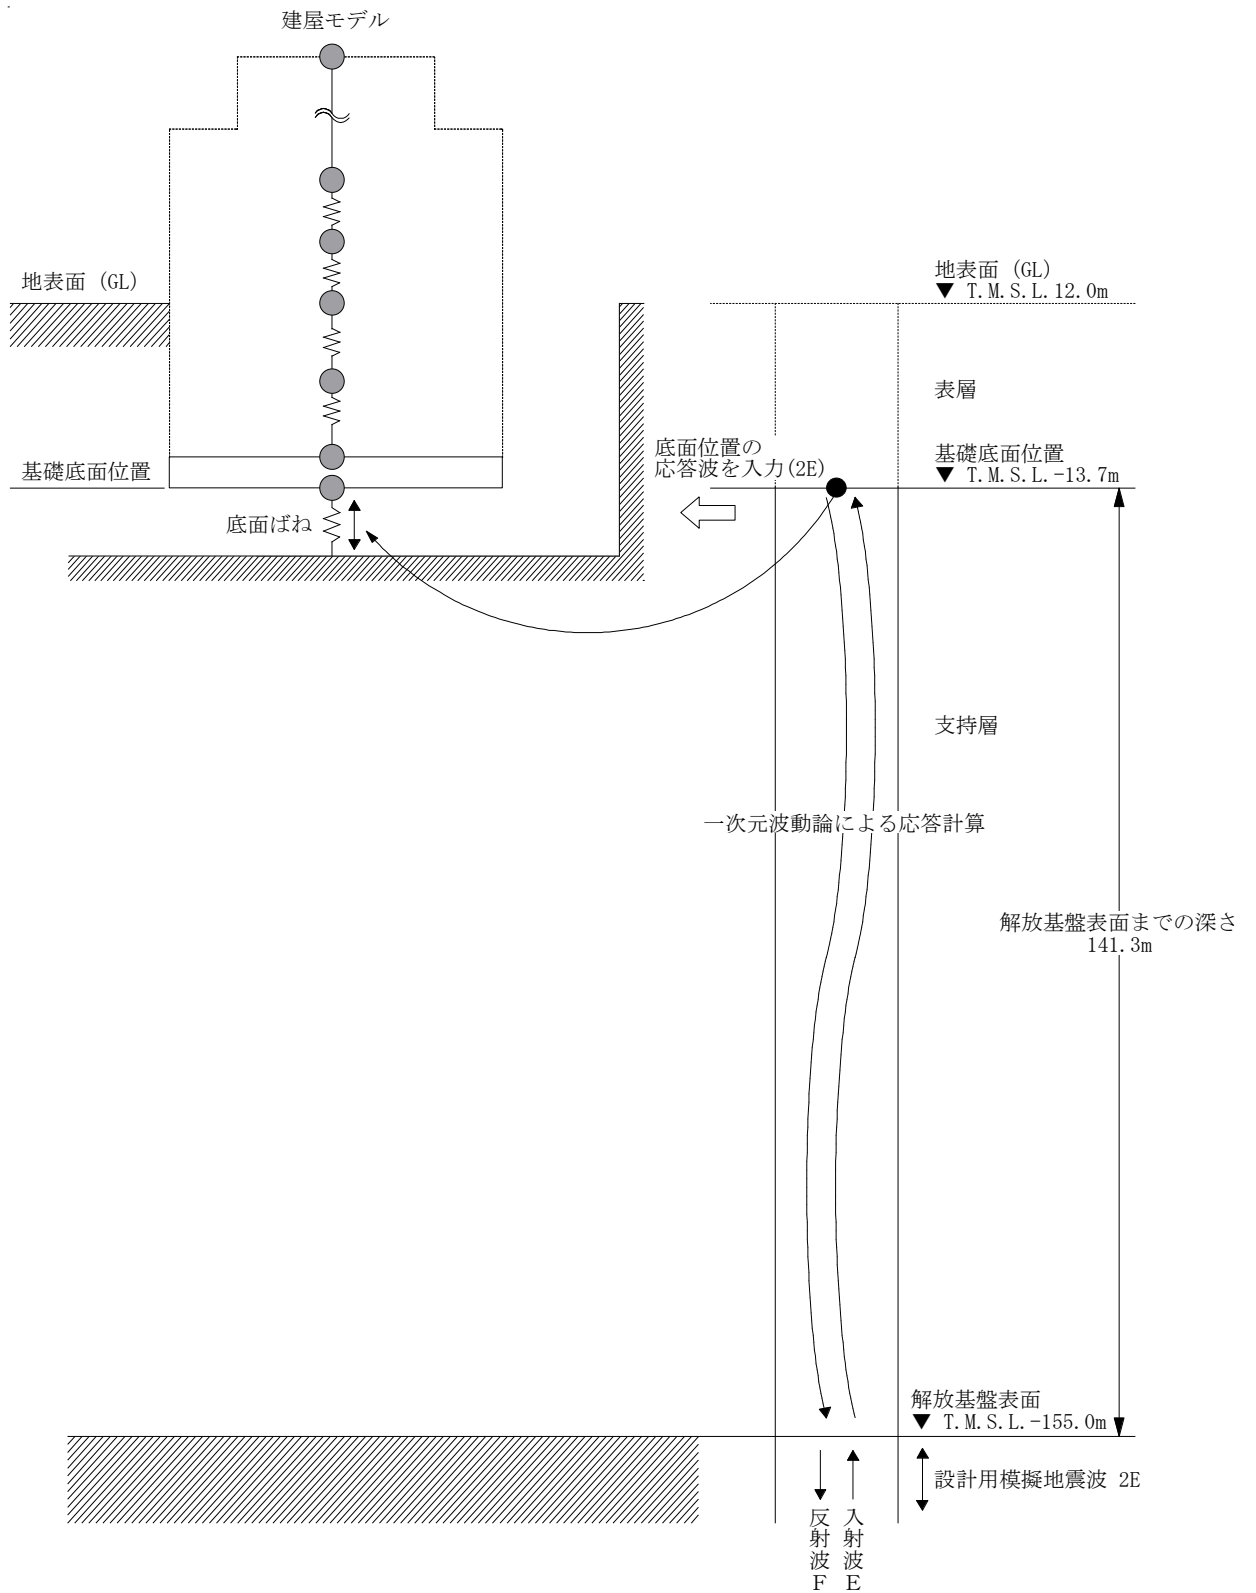 建屋モデル
地表面 (GL)
地表面 (GL)
▼ T.M.S.L.12.0m
表層
底面位置の
応答波を入力(2E)
基礎底面位置
▼ T.M.S.L.-13.7m
基礎底面位置
底面ばね
支持層
一次元波動論による応答計算
解放基盤表面までの深さ
141.3m
解放基盤表面
▼ T.M.S.L.-155.0m
設計用模擬地震波 2E
反射波F
入射波E